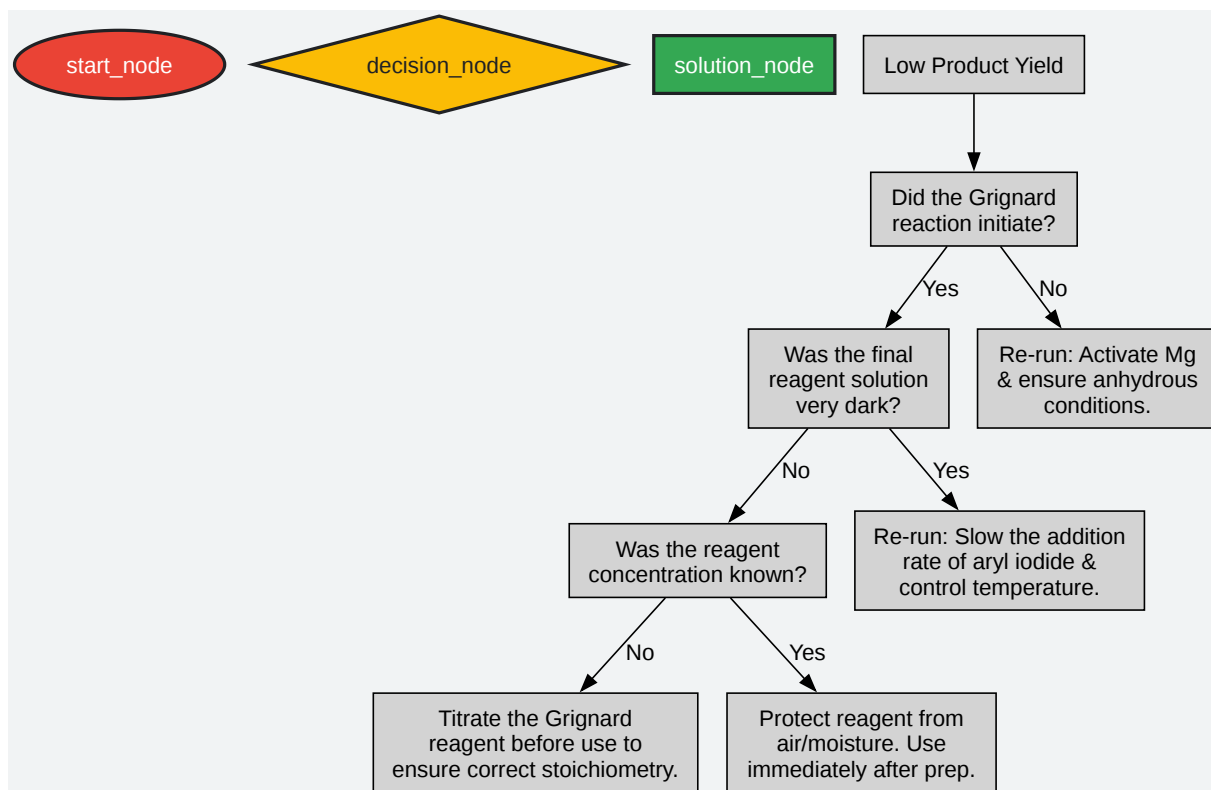 start_node
decision_node
solution_node
Low Product Yield
Did the Grignard
reaction initiate?
Yes
No
Was the final
reagent solution
very dark?
Re-run: Activate Mg
& ensure anhydrous
conditions.
No
Yes
Was the reagent
concentration known?
Re-run: Slow the addition
rate of aryl iodide &
control temperature.
No
Yes
Titrate the Grignard
reagent before use to
ensure correct stoichiometry.
Protect reagent from
air/moisture. Use
immediately after prep.